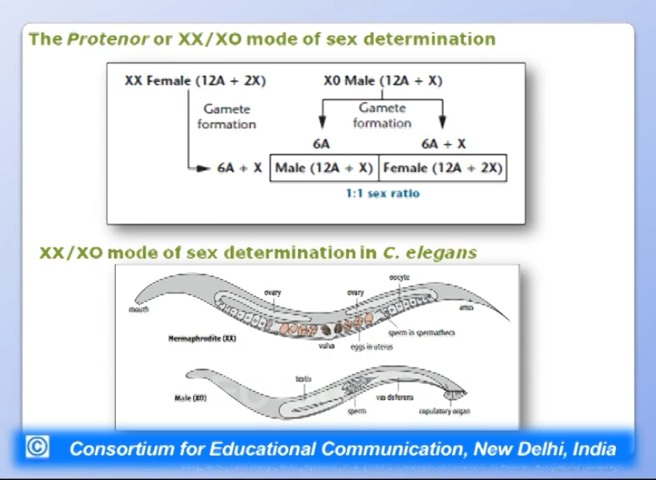 The Protenor or XX/XO mode of sex determination
XX Female (12A + 2X) X0 Male (12A + X)
Gamete formation
Gamete formation
6A 6A + X
6A + X Male (12A + X) Female (12A + 2X)
1:1 sex ratio
XX/XO mode of sex determination in C. elegans
mouth
ovary
ovary
oocyte
anus
Hermaphrodite (XX)
vulva
eggs in uterus
sperm in spermatheca
Male (XO)
testis
sperm
vas deferens
copulatory organ
© Consortium for Educational Communication, New Delhi, India